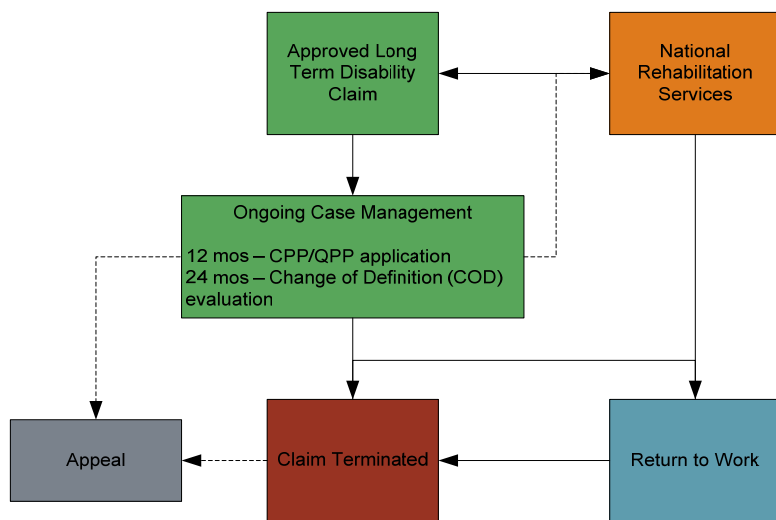 Approved Long
Term Disability
Claim
National
Rehabilitation
Services
Ongoing Case Management
12 mos – CPP/QPP application
24 mos – Change of Definition (COD)
evaluation
Appeal
Claim Terminated
Return to Work